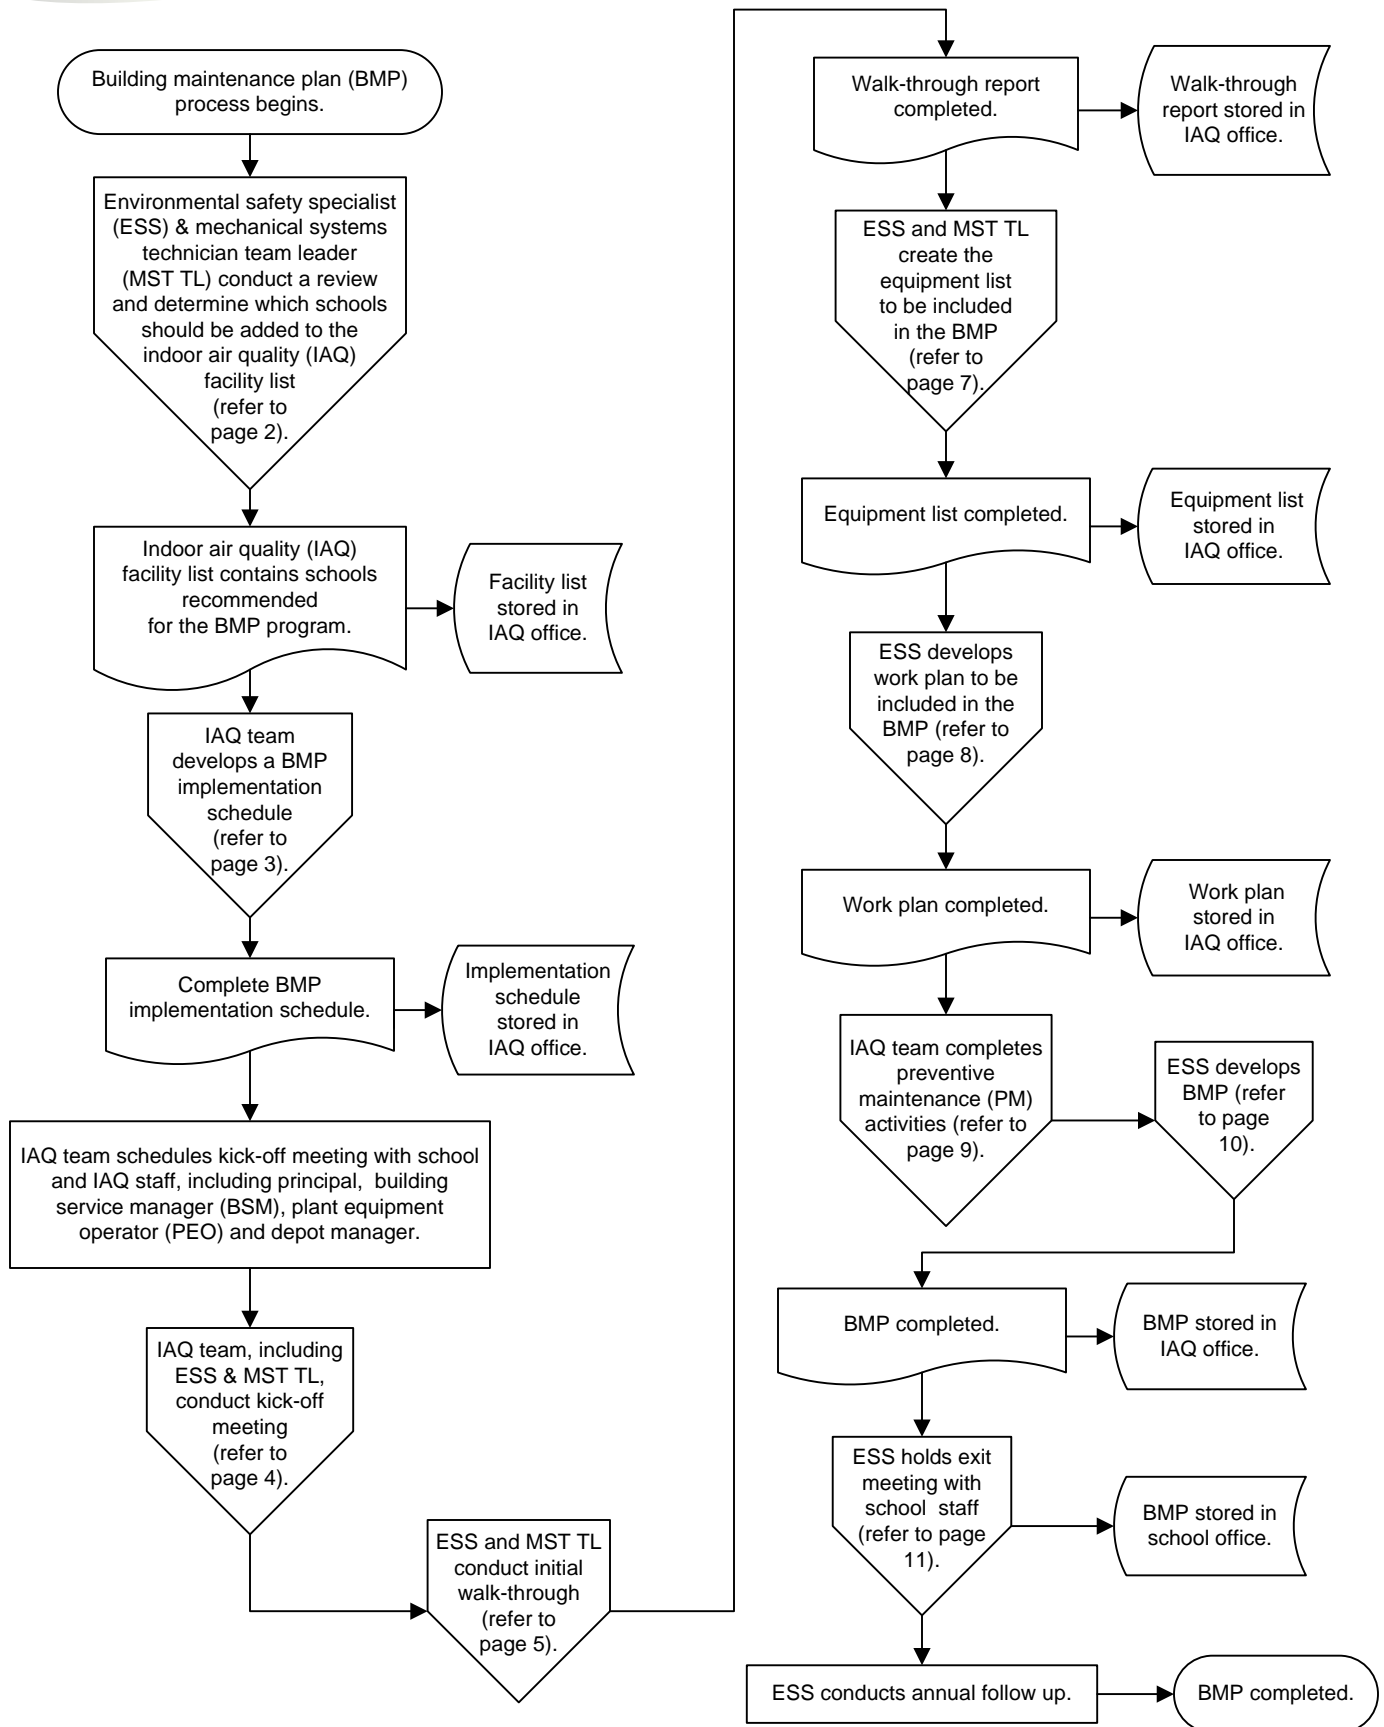 Building maintenance plan (BMP)
process begins.
Environmental safety specialist
(ESS) & mechanical systems
technician team leader
(MST TL) conduct a review
and determine which schools
should be added to the
indoor air quality (IAQ)
facility list
(refer to
page 2).
Indoor air quality (IAQ)
facility list contains schools
recommended
for the BMP program.
Facility list
stored in
IAQ office.
IAQ team
develops a BMP
implementation
schedule
(refer to
page 3).
Complete BMP
implementation schedule.
Implementation
schedule
stored in
IAQ office.
IAQ team schedules kick-off meeting with school
and IAQ staff, including principal, building
service manager (BSM), plant equipment
operator (PEO) and depot manager.
IAQ team, including
ESS & MST TL,
conduct kick-off
meeting
(refer to
page 4).
ESS and MST TL
conduct initial
walk-through
(refer to
page 5).
Walk-through report
completed.
Walk-through
report stored in
IAQ office.
ESS and MST TL
create the
equipment list
to be included
in the BMP
(refer to
page 7).
Equipment list completed.
Equipment list
stored in
IAQ office.
ESS develops
work plan to be
included in the
BMP (refer to
page 8).
Work plan completed.
Work plan
stored in
IAQ office.
IAQ team completes
preventive
maintenance (PM)
activities (refer to
page 9).
ESS develops
BMP (refer
to page
10).
BMP completed.
BMP stored in
IAQ office.
ESS holds exit
meeting with
school staff
(refer to page
11).
BMP stored in
school office.
ESS conducts annual follow up.
BMP completed.